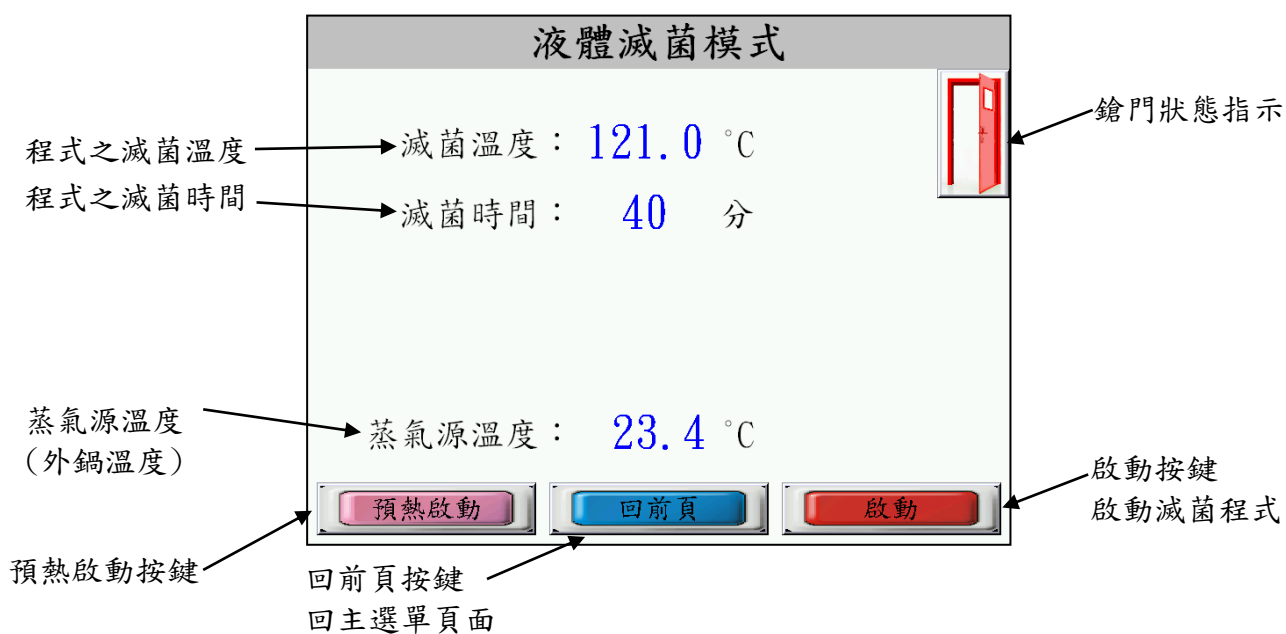 液體滅菌模式
鎗門狀態指示
程式之滅菌溫度
滅菌溫度： 121.0 °C
程式之滅菌時間
滅菌時間： 40 分
蒸氣源溫度
(外鍋溫度)
蒸氣源溫度： 23.4 °C
啟動按鍵
啟動滅菌程式
預熱啟動
回前頁
啟動
預熱啟動按鍵
回前頁按鍵
回主選單頁面